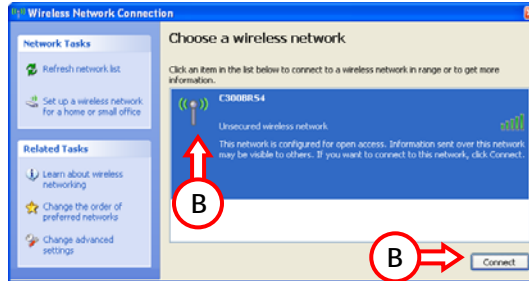 Wireless Network Connection
Network Tasks
Refresh network list
Set up a wireless network
for a home or small office
Related Tasks
Learn about wireless
networking
Change the order of
preferred networks
Change advanced
settings
Choose a wireless network
Click an item in the list below to connect to a wireless network in range or to get more
information.
C300BRS4
Unsecured wireless network
This network is configured for open access. Information sent over this network
may be visible to others. If you want to connect to this network, click Connect.
B
B
Connect